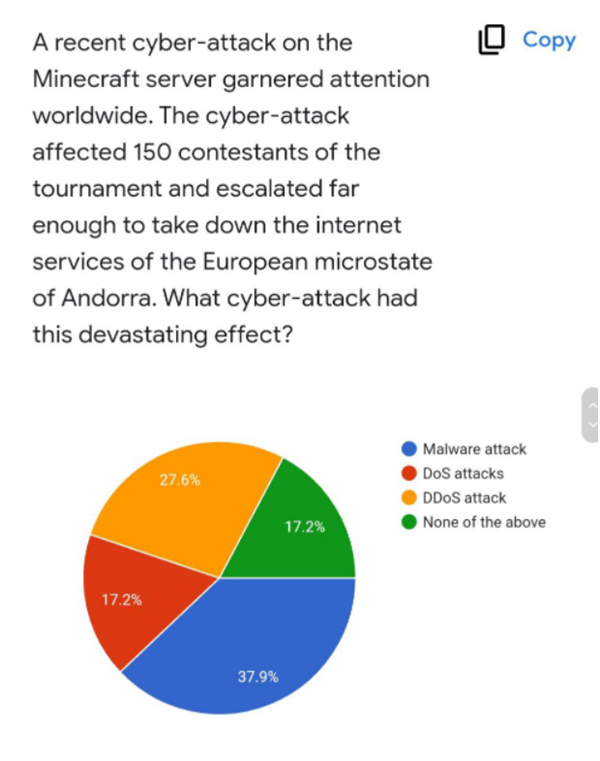 A recent cyber-attack on the
Copy
Minecraft server garnered attention
worldwide. The cyber-attack
affected 150 contestants of the
tournament and escalated far
enough to take down the internet
services of the European microstate
of Andorra. What cyber-attack had
this devastating effect?
Malware attack
DoS attacks
DDoS attack
None of the above
27.6%
17.2%
17.2%
37.9%